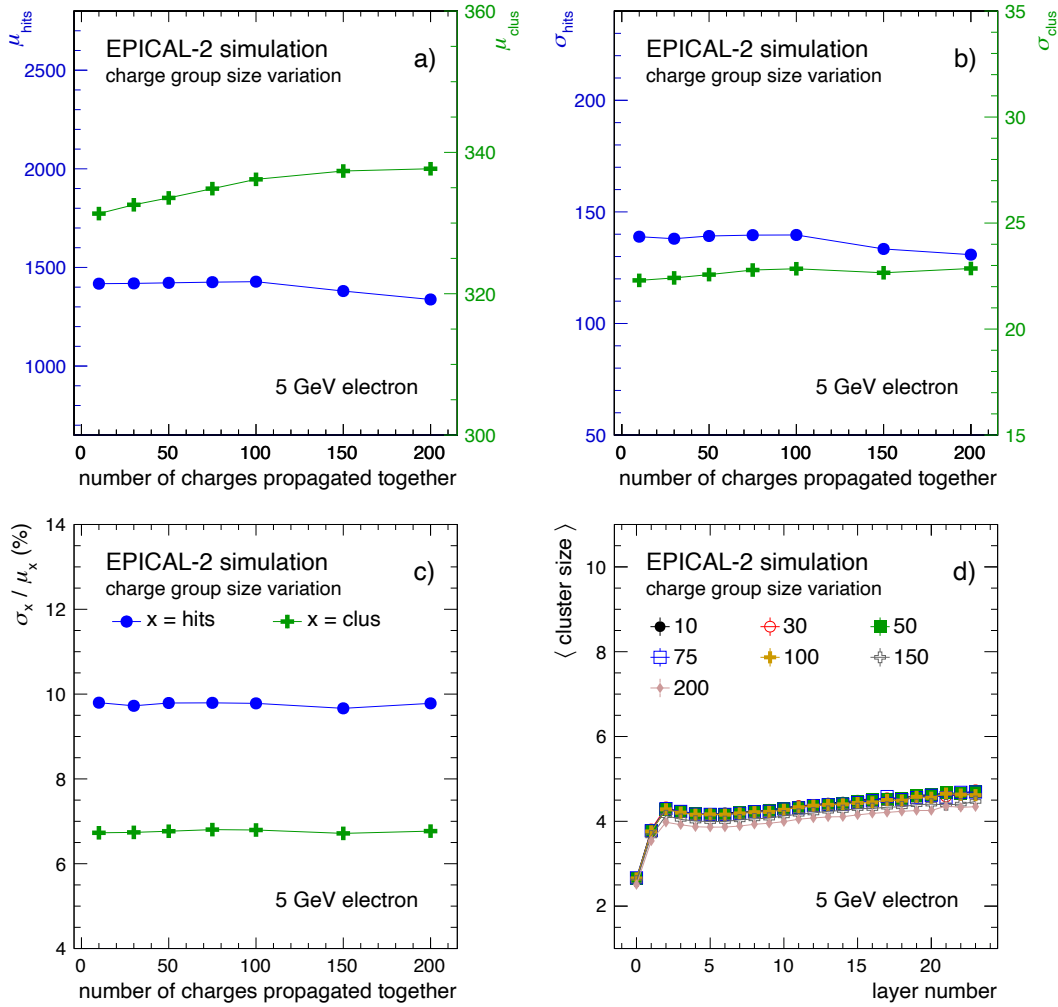 μhits
2500
2000
1500
1000
EPICAL-2 simulation
charge group size variation
a)
5 GeV electron
360
340
320
300
μclus
0 50 100 150 200
number of charges propagated together
σhits
200
150
100
50
EPICAL-2 simulation
charge group size variation
b)
5 GeV electron
35
30
25
20
15
σclus
0 50 100 150 200
number of charges propagated together
σx / μx (%)
14
12
10
8
6
4
EPICAL-2 simulation
charge group size variation
c)
x = hits x = clus
5 GeV electron
0 50 100 150 200
number of charges propagated together
⟨ cluster size ⟩
10
8
6
4
2
EPICAL-2 simulation
charge group size variation
d)
10 30 50
75 100 150
200
5 GeV electron
0 5 10 15 20
layer number